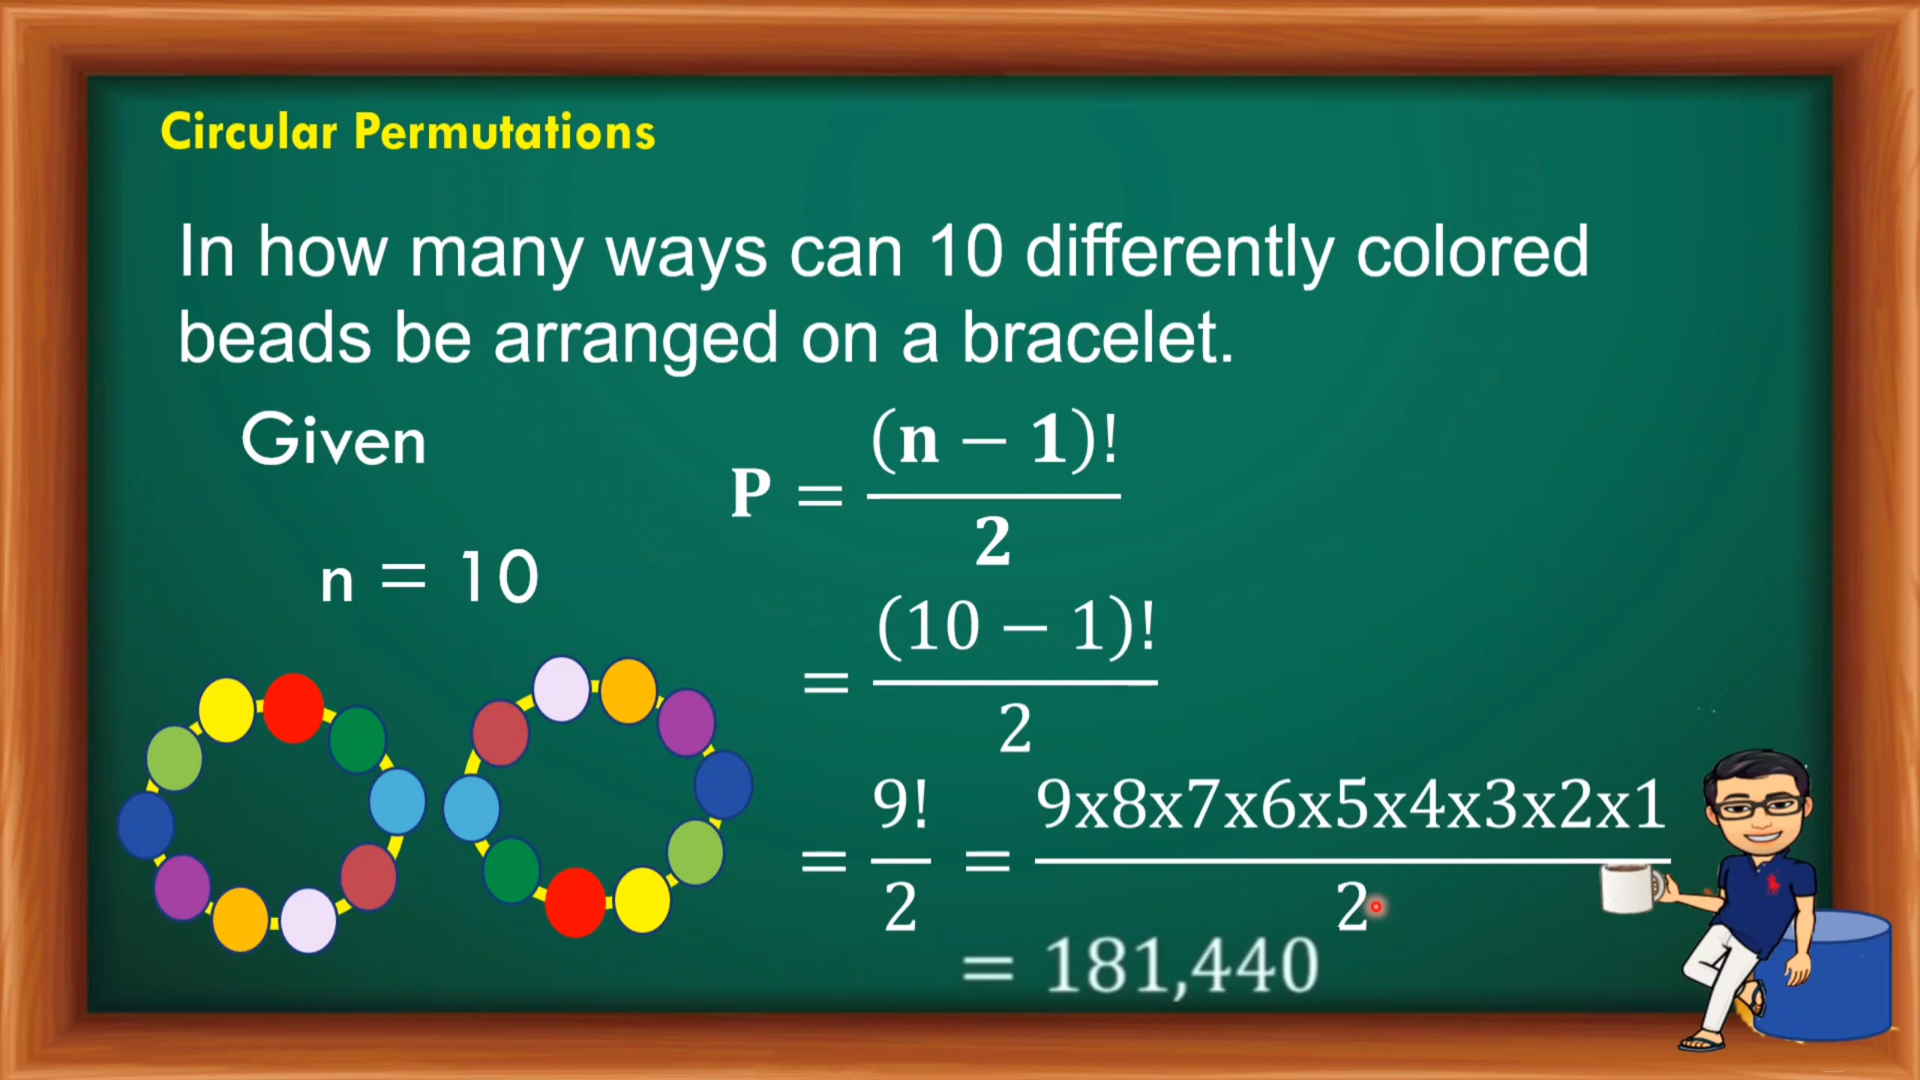 Circular Permutations
In how many ways can 10 differently colored
beads be arranged on a bracelet.
Given
n = 10
P = (n − 1)! / 2
= (10 − 1)! / 2
= 9! / 2 = 9x8x7x6x5x4x3x2x1 / 2
= 181,440